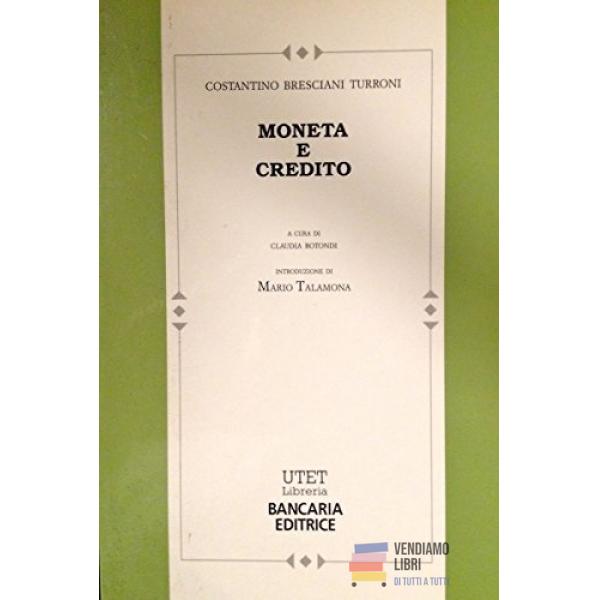 COSTANTINO BRESCIANI TURRONI
MONETA
E
CREDITO
A CURA DI
CLAUDIA ROTONDI
INTRODUZIONE DI
MARIO TALAMONA
UTET
Libreria
BANCARIA
EDITRICE
VENDIAMO
LIBRI
DI TUTTI A TUTTI